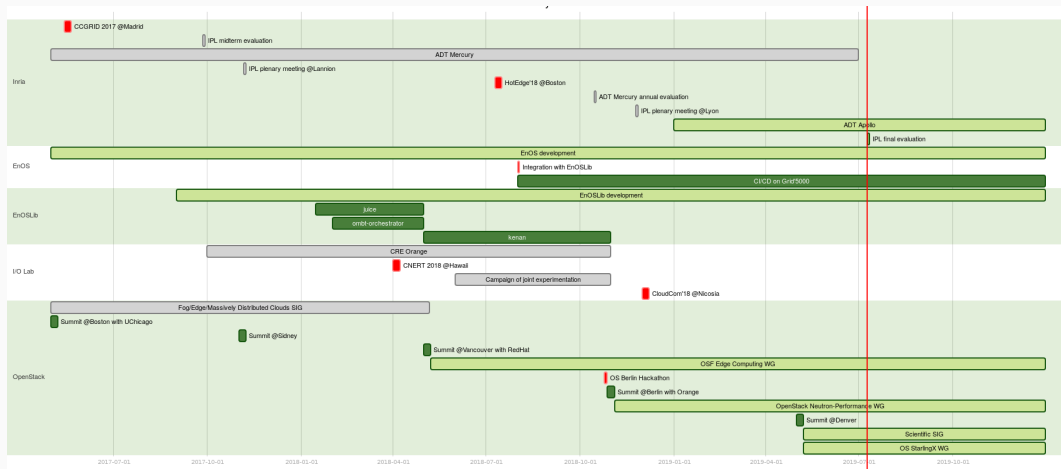 CCGRID 2017 @Madrid
IPL midterm evaluation
ADT Mercury
IPL plenary meeting @Lannion
Inria
HotEdge'18 @Boston
ADT Mercury annual evaluation
IPL plenary meeting @Lyon
ADT Apollo
IPL final evaluation
EnOS development
EnOS
Integration with EnOSLib
CI/CD on Grid'5000
EnOSLib development
juice
EnOSLib
ombt-orchestrator
kenan
CRE Orange
I/O Lab
CNERT 2018 @Hawaii
Campaign of joint experimentation
CloudCom'18 @Nicosia
Fog/Edge/Massively Distributed Clouds SIG
Summit @Boston with UChicago
Summit @Sidney
Summit @Vancouver with RedHat
OSF Edge Computing WG
OpenStack
OS Berlin Hackathon
Summit @Berlin with Orange
OpenStack Neutron-Performance WG
Summit @Denver
Scientific SIG
OS StarlingX WG
2017-07-01 2017-10-01 2018-01-01 2018-04-01 2018-07-01 2018-10-01 2019-01-01 2019-04-01 2019-07-01 2019-10-01